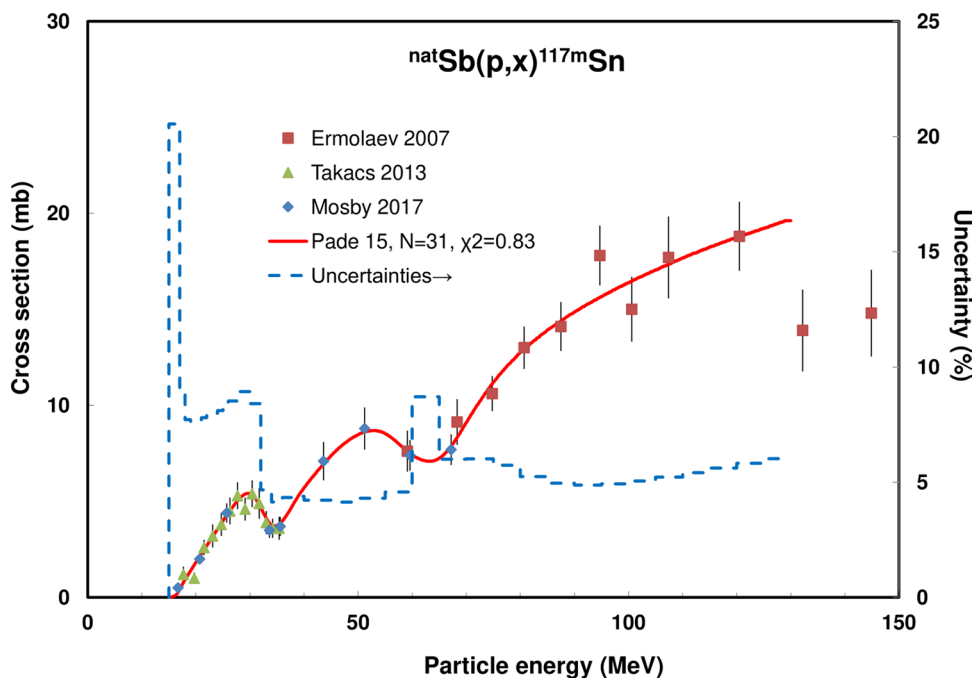 natSb(p,x)117mSn
Ermolaev 2007
Takacs 2013
Mosby 2017
Pade 15, N=31, χ2=0.83
Uncertainties→
Cross section (mb)
30
20
10
0
25
20
15
10
5
0
Uncertainty (%)
0 50 100 150
Particle energy (MeV)